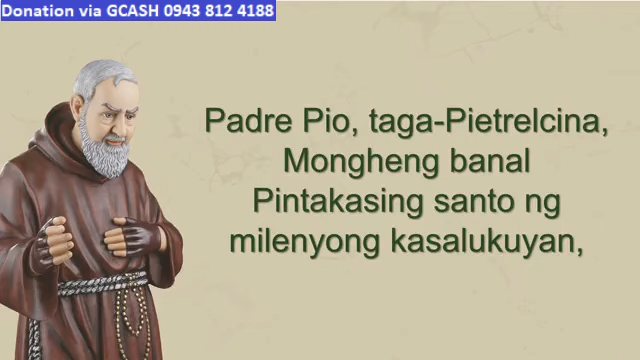 Donation via GCASH 0943 812 4188
Padre Pio, taga-Pietrelcina,
Mongheng banal
Pintakasing santo ng
milenyong kasalukuyan,